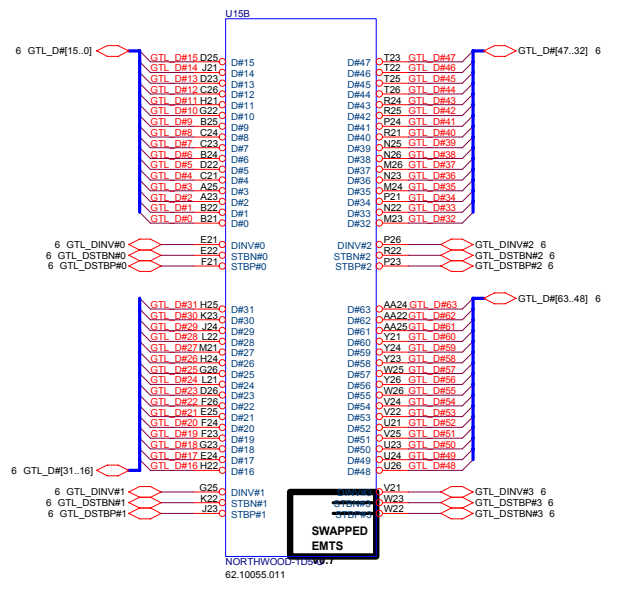 U15B
6 GTL_D#[15..0]
GTL_D#[47..32] 6
GTL_D#15 D25 D#15 D#47 T23 GTL_D#47
GTL_D#14 J21 D#14 D#46 T22 GTL_D#46
GTL_D#13 D23 D#13 D#45 T25 GTL_D#45
GTL_D#12 C26 D#12 D#44 T26 GTL_D#44
GTL_D#11 H21 D#11 D#43 R24 GTL_D#43
GTL_D#10 G22 D#10 D#42 R25 GTL_D#42
GTL_D#9 B25 D#9 D#41 P24 GTL_D#41
GTL_D#8 C24 D#8 D#40 R21 GTL_D#40
GTL_D#7 C23 D#7 D#39 N25 GTL_D#39
GTL_D#6 B24 D#6 D#38 N26 GTL_D#38
GTL_D#5 D22 D#5 D#37 M26 GTL_D#37
GTL_D#4 C21 D#4 D#36 N23 GTL_D#36
GTL_D#3 A25 D#3 D#35 M24 GTL_D#35
GTL_D#2 A23 D#2 D#34 P21 GTL_D#34
GTL_D#1 B23 D#1 D#33 N22 GTL_D#33
GTL_D#0 B21 D#0 D#32 M23 GTL_D#32
6 GTL_DINV#0 E21 DINV#0 DINV#2 P26 GTL_DINV#2 6
6 GTL_DSTBN#0 E22 STBN#0 STBN#2 R22 GTL_DSTBN#2 6
6 GTL_DSTBP#0 F21 STBP#0 STBP#2 P23 GTL_DSTBP#2 6
GTL_D#[63..48] 6
GTL_D#31 H25 D#31 D#63 AA24 GTL_D#63
GTL_D#30 K23 D#30 D#62 AA22 GTL_D#62
GTL_D#29 J24 D#29 D#61 AA25 GTL_D#61
GTL_D#28 L22 D#28 D#60 Y21 GTL_D#60
GTL_D#27 M21 D#27 D#59 Y24 GTL_D#59
GTL_D#26 H24 D#26 D#58 Y23 GTL_D#58
GTL_D#25 G26 D#25 D#57 W25 GTL_D#57
GTL_D#24 L21 D#24 D#56 Y26 GTL_D#56
GTL_D#23 D26 D#23 D#55 W26 GTL_D#55
GTL_D#22 F26 D#22 D#54 V24 GTL_D#54
GTL_D#21 E25 D#21 D#53 V22 GTL_D#53
GTL_D#20 F24 D#20 D#52 U21 GTL_D#52
GTL_D#19 F23 D#19 D#51 V25 GTL_D#51
GTL_D#18 G23 D#18 D#50 U23 GTL_D#50
GTL_D#17 E24 D#17 D#49 U24 GTL_D#49
GTL_D#16 H22 D#16 D#48 U26 GTL_D#48
6 GTL_D#[31..16]
6 GTL_DINV#1 G25 DINV#1 DINV#3 V21 GTL_DINV#3 6
6 GTL_DSTBN#1 K22 STBN#1 STBN#3 W23 GTL_DSTBP#3 6
6 GTL_DSTBP#1 J23 STBP#1 STBP#3 W22 GTL_DSTBN#3 6
SWAPPED
EMTS
62.10055.011